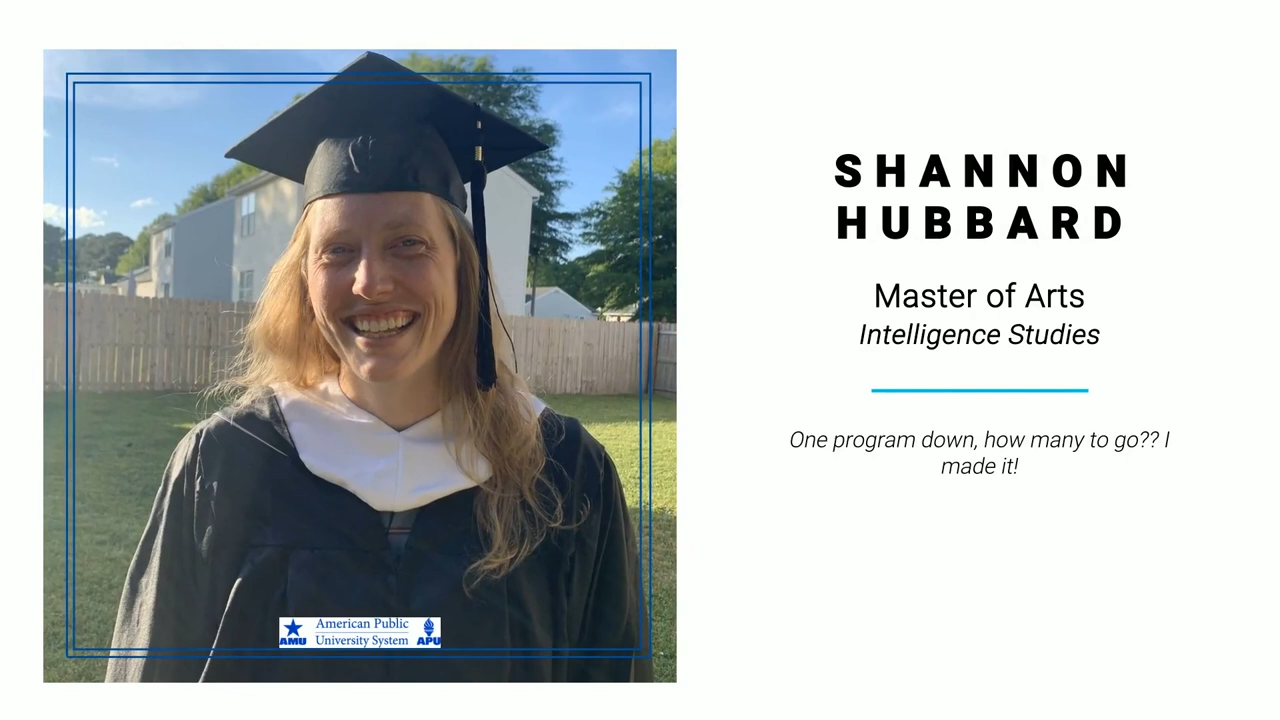 SHANNON
HUBBARD
Master of Arts
Intelligence Studies
One program down, how many to go?? I
made it!
American Public
University System
AMU
APU